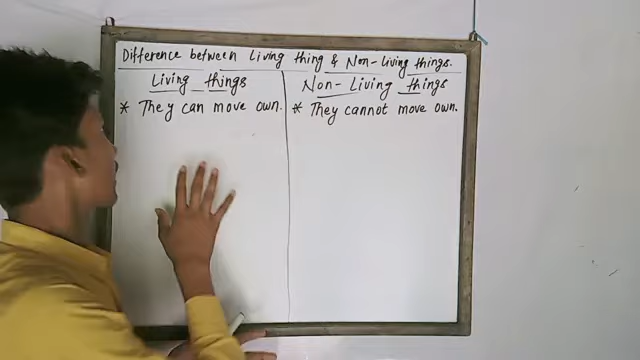 Difference between Living thing & Non-Living things.
Living things
* They can move own.
Non-Living things
* They cannot move own.